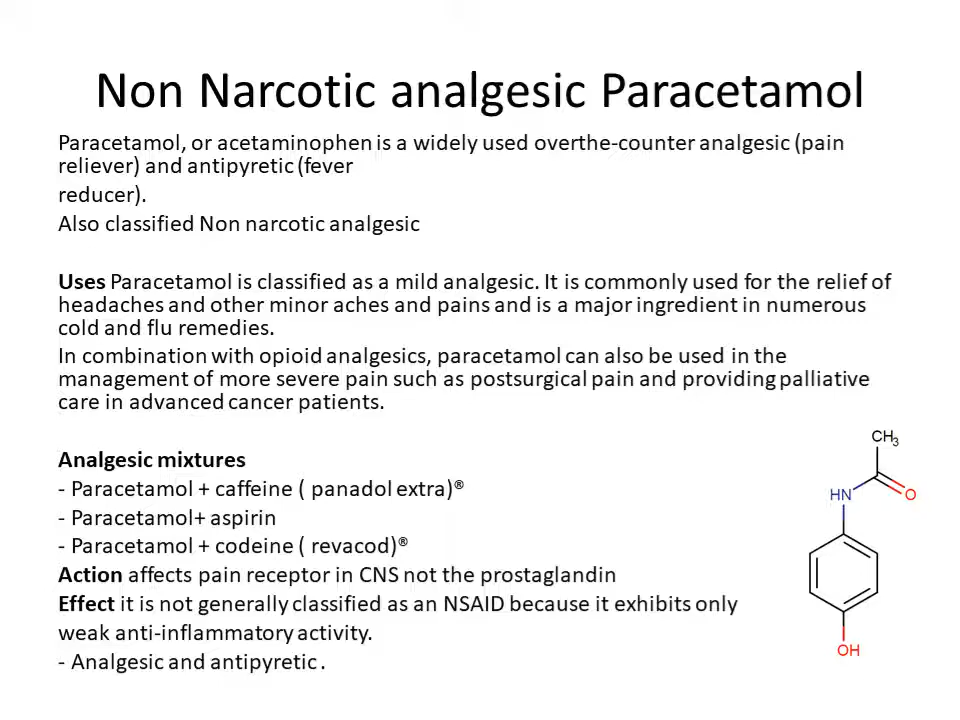 Non Narcotic analgesic Paracetamol
Paracetamol, or acetaminophen is a widely used overthe-counter analgesic (pain
reliever) and antipyretic (fever
reducer).
Also classified Non narcotic analgesic
Uses Paracetamol is classified as a mild analgesic. It is commonly used for the relief of
headaches and other minor aches and pains and is a major ingredient in numerous
cold and flu remedies.
In combination with opioid analgesics, paracetamol can also be used in the
management of more severe pain such as postsurgical pain and providing palliative
care in advanced cancer patients.
Analgesic mixtures
- Paracetamol + caffeine ( panadol extra)®
- Paracetamol+ aspirin
- Paracetamol + codeine ( revacod)®
Action affects pain receptor in CNS not the prostaglandin
Effect it is not generally classified as an NSAID because it exhibits only
weak anti-inflammatory activity.
- Analgesic and antipyretic .
CH3
HN
O
OH